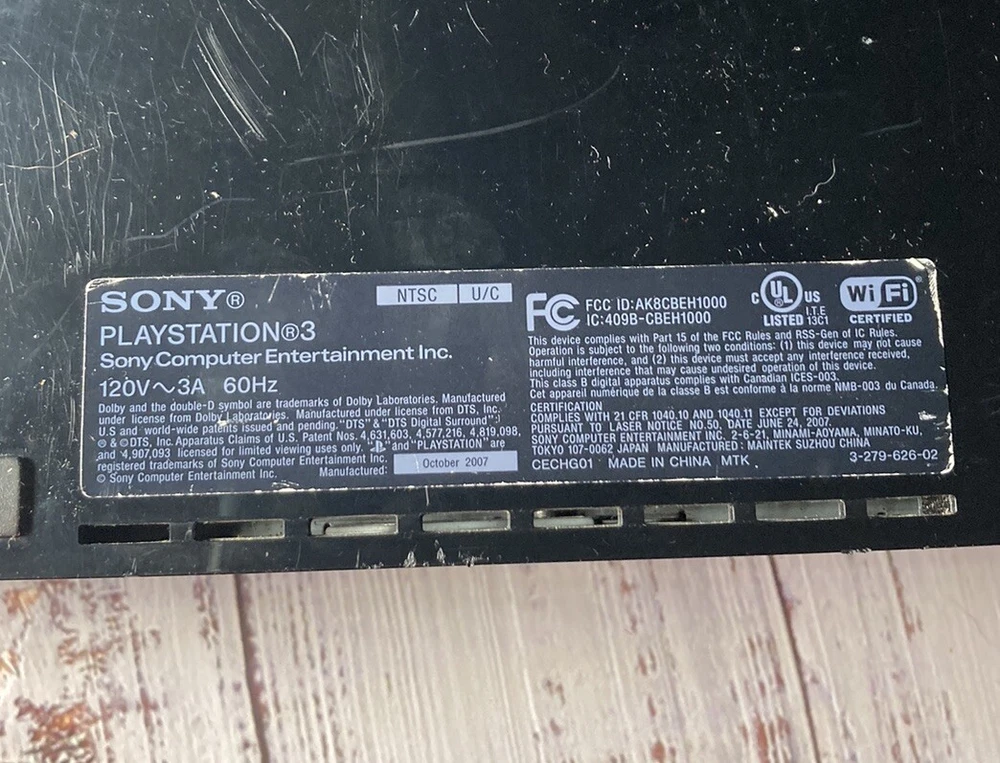 SONY®
NTSC U/C
PLAYSTATION®3
Sony Computer Entertainment Inc.
120V～3A 60Hz
Dolby and the double-D symbol are trademarks of Dolby Laboratories. Manufactured
under license from Dolby Laboratories. Manufactured under license from DTS, Inc.
U.S and world-wide patents issued and pending. "DTS" & "DTS Digital Surround"
® & © DTS, Inc. Apparatus Claims of U.S. Patent Nos. 4,631,603, 4,577,216, 4,819,098,
and 4,907,093 licensed for limited viewing uses only. and "PLAYSTATION" are
registered trademarks of Sony Computer Entertainment Inc.
© Sony Computer Entertainment Inc. Manufactured: October 2007
FC FCC ID:AK8CBEH1000
IC:409B-CBEH1000
C UL US
LISTED I.T.E 13C1
Wi Fi
CERTIFIED
This device complies with Part 15 of the FCC Rules and RSS-Gen of IC Rules.
Operation is subject to the following two conditions: (1) this device may not cause
harmful interference, and (2) this device must accept any interference received,
including interference that may cause undesired operation of this device.
This class B digital apparatus complies with Canadian ICES-003.
Cet appareil numérique de la classe B est conforme à la norme NMB-003 du Canada.
CERTIFICATION
COMPLIES WITH 21 CFR 1040.10 AND 1040.11 EXCEPT FOR DEVIATIONS
PURSUANT TO LASER NOTICE NO.50, DATE JUNE 24, 2007.
SONY COMPUTER ENTERTAINMENT INC. 2-6-21, MINAMI-AOYAMA, MINATO-KU,
TOKYO 107-0062 JAPAN MANUFACTURED : MAINTEK SUZHOU CHINA
CECHG01 MADE IN CHINA MTK 3-279-626-02